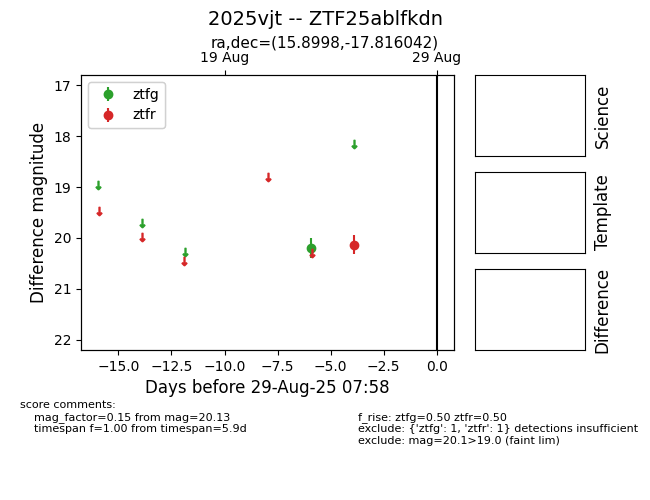 2025vjt -- ZTF25ablfkdn
ra,dec=(15.8998,-17.816042)
19 Aug
29 Aug
ztfg
ztfr
17
18
19
20
21
22
Difference magnitude
−15.0
−12.5
−10.0
−7.5
−5.0
−2.5
0.0
Days before 29-Aug-25 07:58
Science
Template
Difference
score comments:
mag_factor=0.15 from mag=20.13
timespan f=1.00 from timespan=5.9d
f_rise: ztfg=0.50 ztfr=0.50
exclude: {'ztfg': 1, 'ztfr': 1} detections insufficient
exclude: mag=20.1>19.0 (faint lim)